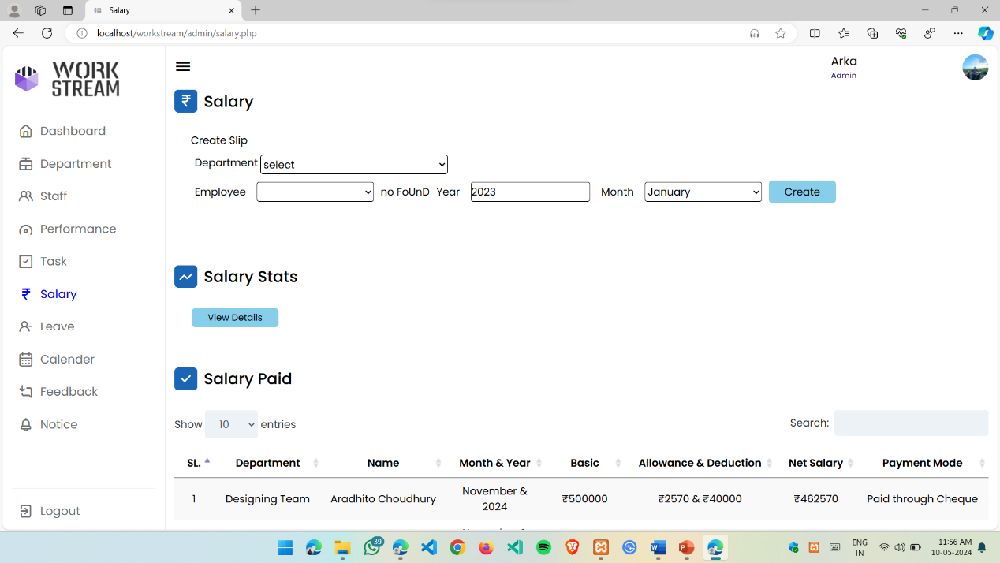 Salary
localhost/workstream/admin/salary.php
WORK
STREAM
Arka
Admin
Dashboard
Department
Staff
Performance
Task
Salary
Leave
Calender
Feedback
Notice
Logout
₹ Salary
Create Slip
Department select
Employee no FoUnD Year 2023 Month January Create
Salary Stats
View Details
Salary Paid
Show 10 entries Search:
SL. Department Name Month & Year Basic Allowance & Deduction Net Salary Payment Mode
1 Designing Team Aradhito Choudhury November & 2024 ₹500000 ₹2570 & ₹40000 ₹462570 Paid through Cheque
39
ENG
IN
11:56 AM
10-05-2024